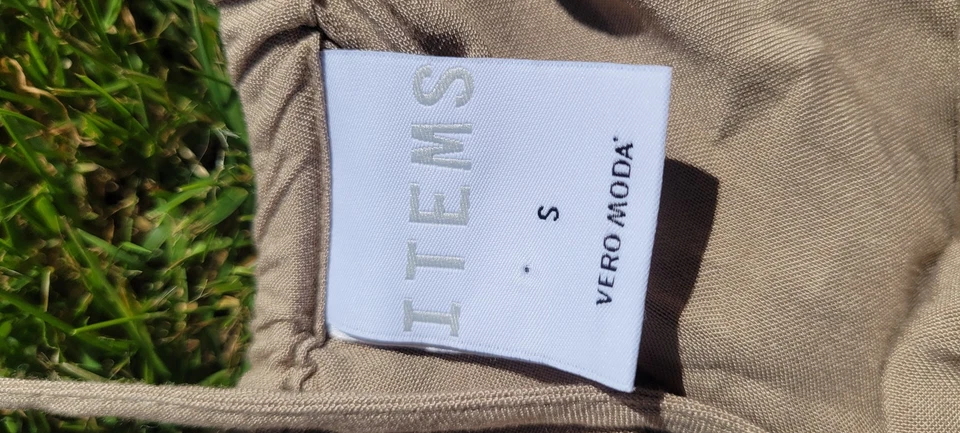 ITEMS
S
VERO MODA